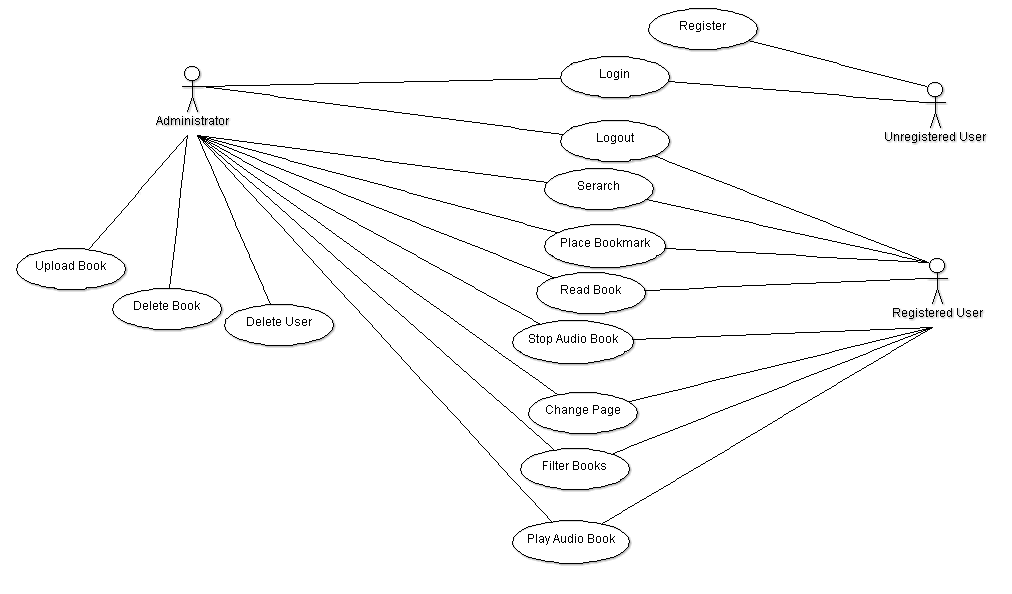 Register
Login
Administrator
Unregistered User
Logout
Serarch
Place Bookmark
Upload Book
Read Book
Delete Book
Registered User
Delete User
Stop Audio Book
Change Page
Filter Books
Play Audio Book